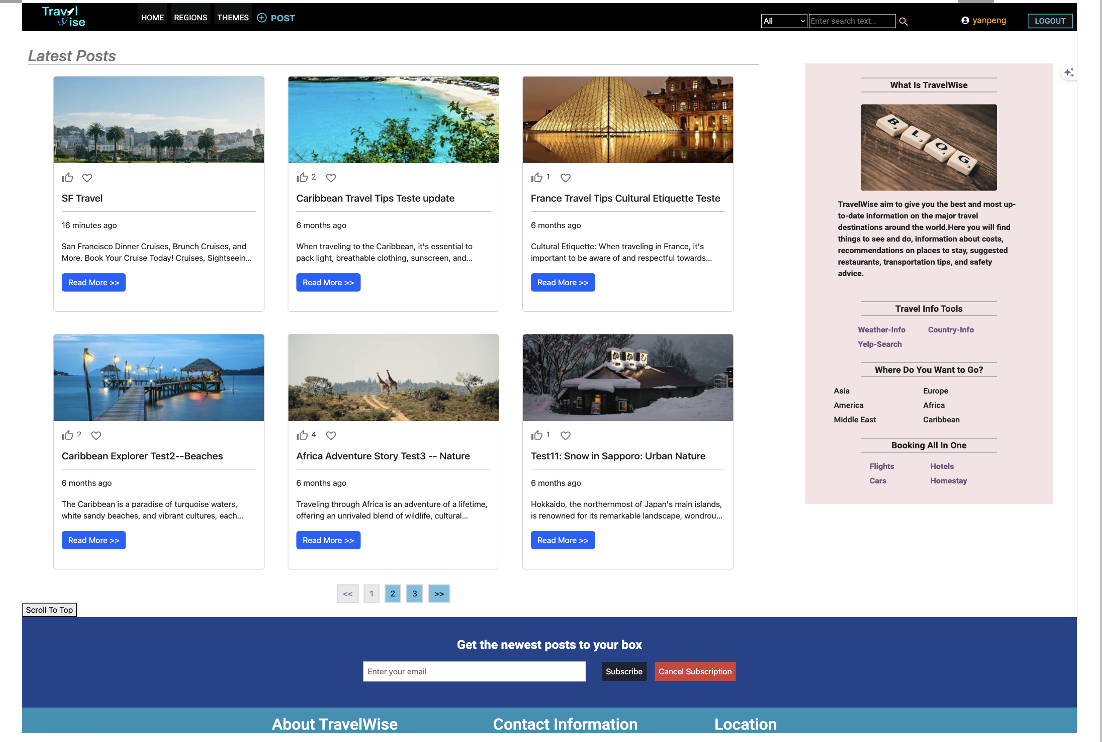 Travel
Wise
HOME REGIONS THEMES POST
All
Enter search text...
yanpeng
LOGOUT
Latest Posts
SF Travel
16 minutes ago
San Francisco Dinner Cruises, Brunch Cruises, and
More. Book Your Cruise Today! Cruises, Sightseein...
Read More >>
2
Caribbean Travel Tips Teste update
6 months ago
When traveling to the Caribbean, it's essential to
pack light, breathable clothing, sunscreen, and...
Read More >>
1
France Travel Tips Cultural Etiquette Teste
6 months ago
Cultural Etiquette: When traveling in France, it's
important to be aware of and respectful towards...
Read More >>
2
Caribbean Explorer Test2--Beaches
6 months ago
The Caribbean is a paradise of turquoise waters,
white sandy beaches, and vibrant cultures, each...
Read More >>
4
Africa Adventure Story Test3 -- Nature
6 months ago
Traveling through Africa is an adventure of a lifetime,
offering an unrivaled blend of wildlife, cultural...
Read More >>
1
Test11: Snow in Sapporo: Urban Nature
6 months ago
Hokkaido, the northernmost of Japan's main islands,
is renowned for its remarkable landscape, wondrou...
Read More >>
<< 1 2 3 >>
What Is TravelWise
BLOG
TravelWise aim to give you the best and most up-
to-date information on the major travel
destinations around the world.Here you will find
things to see and do, information about costs,
recommendations on places to stay, suggested
restaurants, transportation tips, and safety
advice.
Travel Info Tools
Weather-Info Country-Info
Yelp-Search
Where Do You Want to Go?
Asia Europe
America Africa
Middle East Caribbean
Booking All In One
Flights Hotels
Cars Homestay
Scroll To Top
Get the newest posts to your box
Enter your email
Subscribe
Cancel Subscription
About TravelWise Contact Information Location